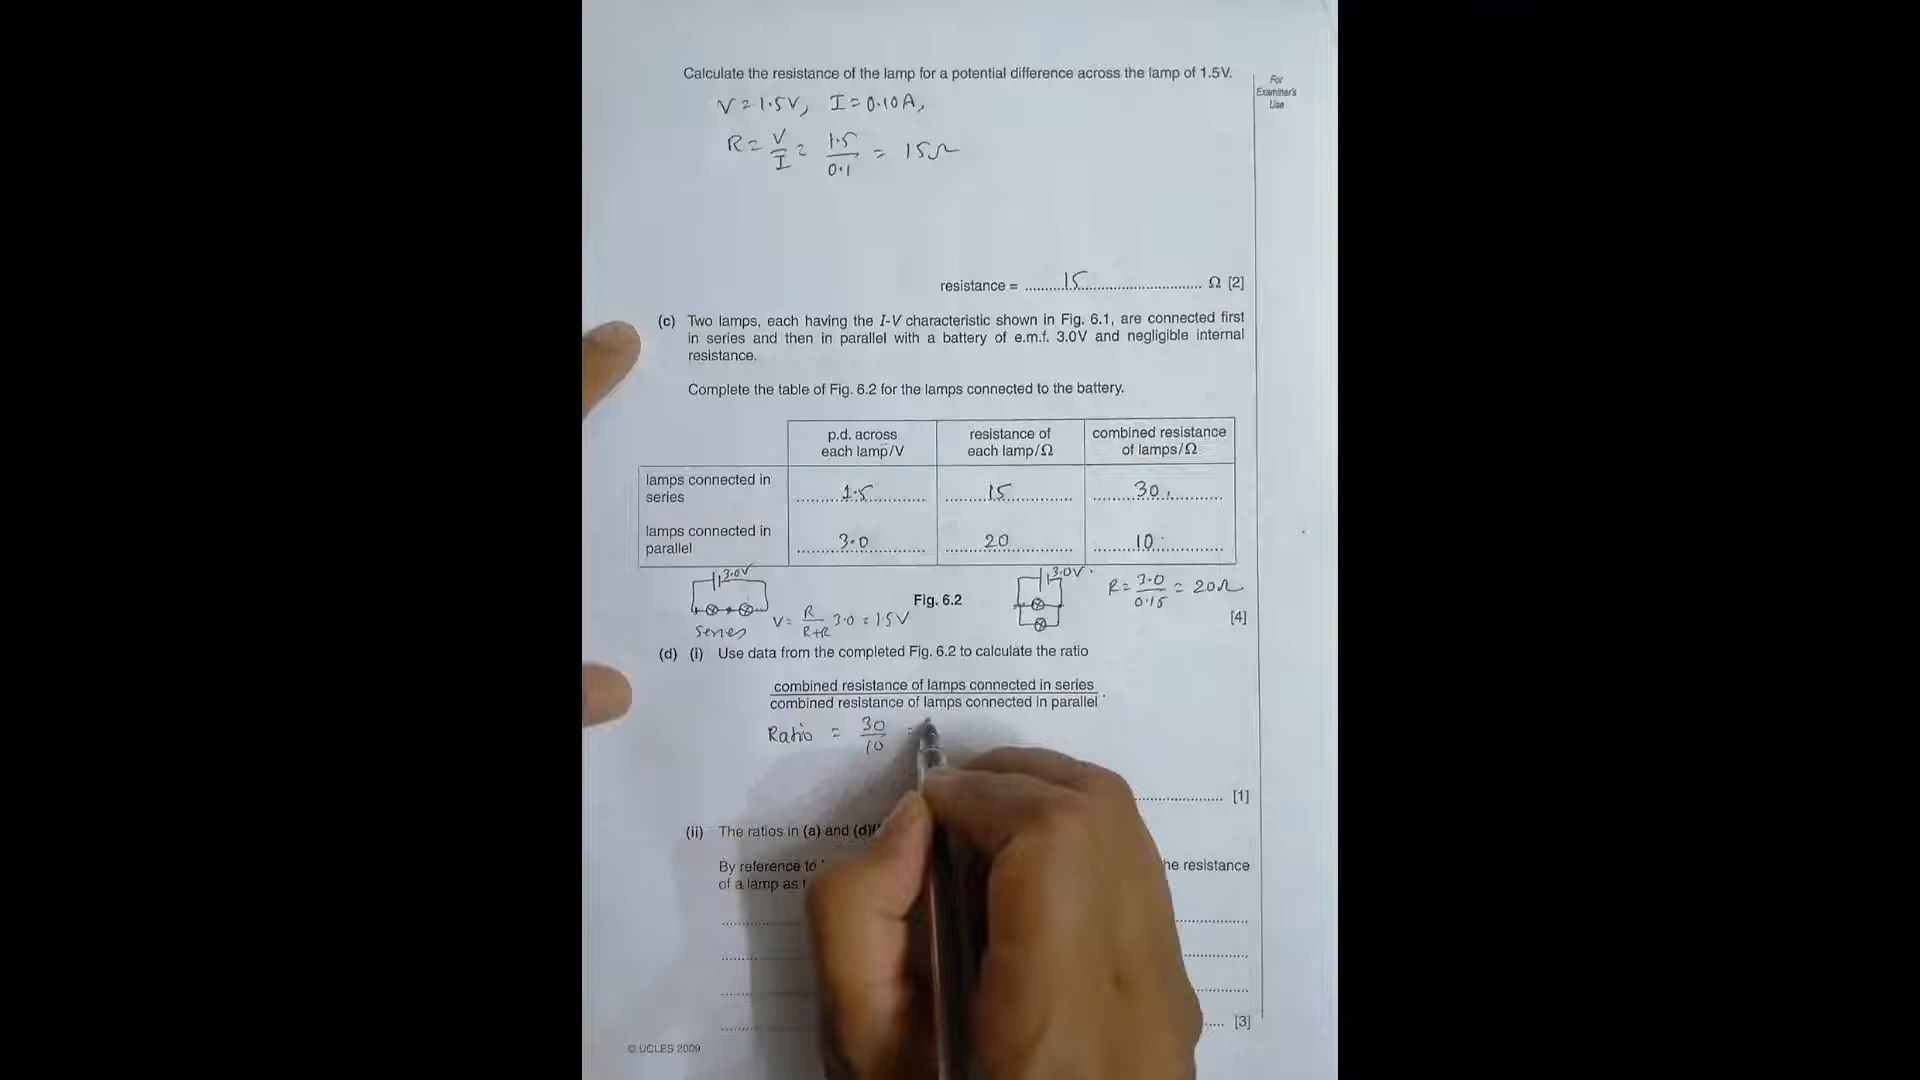 Calculate the resistance of the lamp for a potential difference across the lamp of 1.5V.
For
Examiner's
Use
V = 1.5V, I = 0.10A,
R = V/I = 1.5/0.1 = 15Ω
resistance = 15 Ω [2]
(c) Two lamps, each having the I-V characteristic shown in Fig. 6.1, are connected first
in series and then in parallel with a battery of e.m.f. 3.0V and negligible internal
resistance.
Complete the table of Fig. 6.2 for the lamps connected to the battery.
p.d. across each lamp/V
resistance of each lamp/Ω
combined resistance of lamps/Ω
lamps connected in series 1.5 15 30
lamps connected in parallel 3.0 20 10
3.0V
series
V = R/R+R 3.0 = 1.5V
Fig. 6.2
3.0V
R = 3.0/0.15 = 20Ω
[4]
(d) (i) Use data from the completed Fig. 6.2 to calculate the ratio
combined resistance of lamps connected in series
combined resistance of lamps connected in parallel.
Ratio = 30/10 =
[1]
(ii) The ratios in (a) and
By reference to
he resistance
of a lamp as
[3]
© UCLES 2009